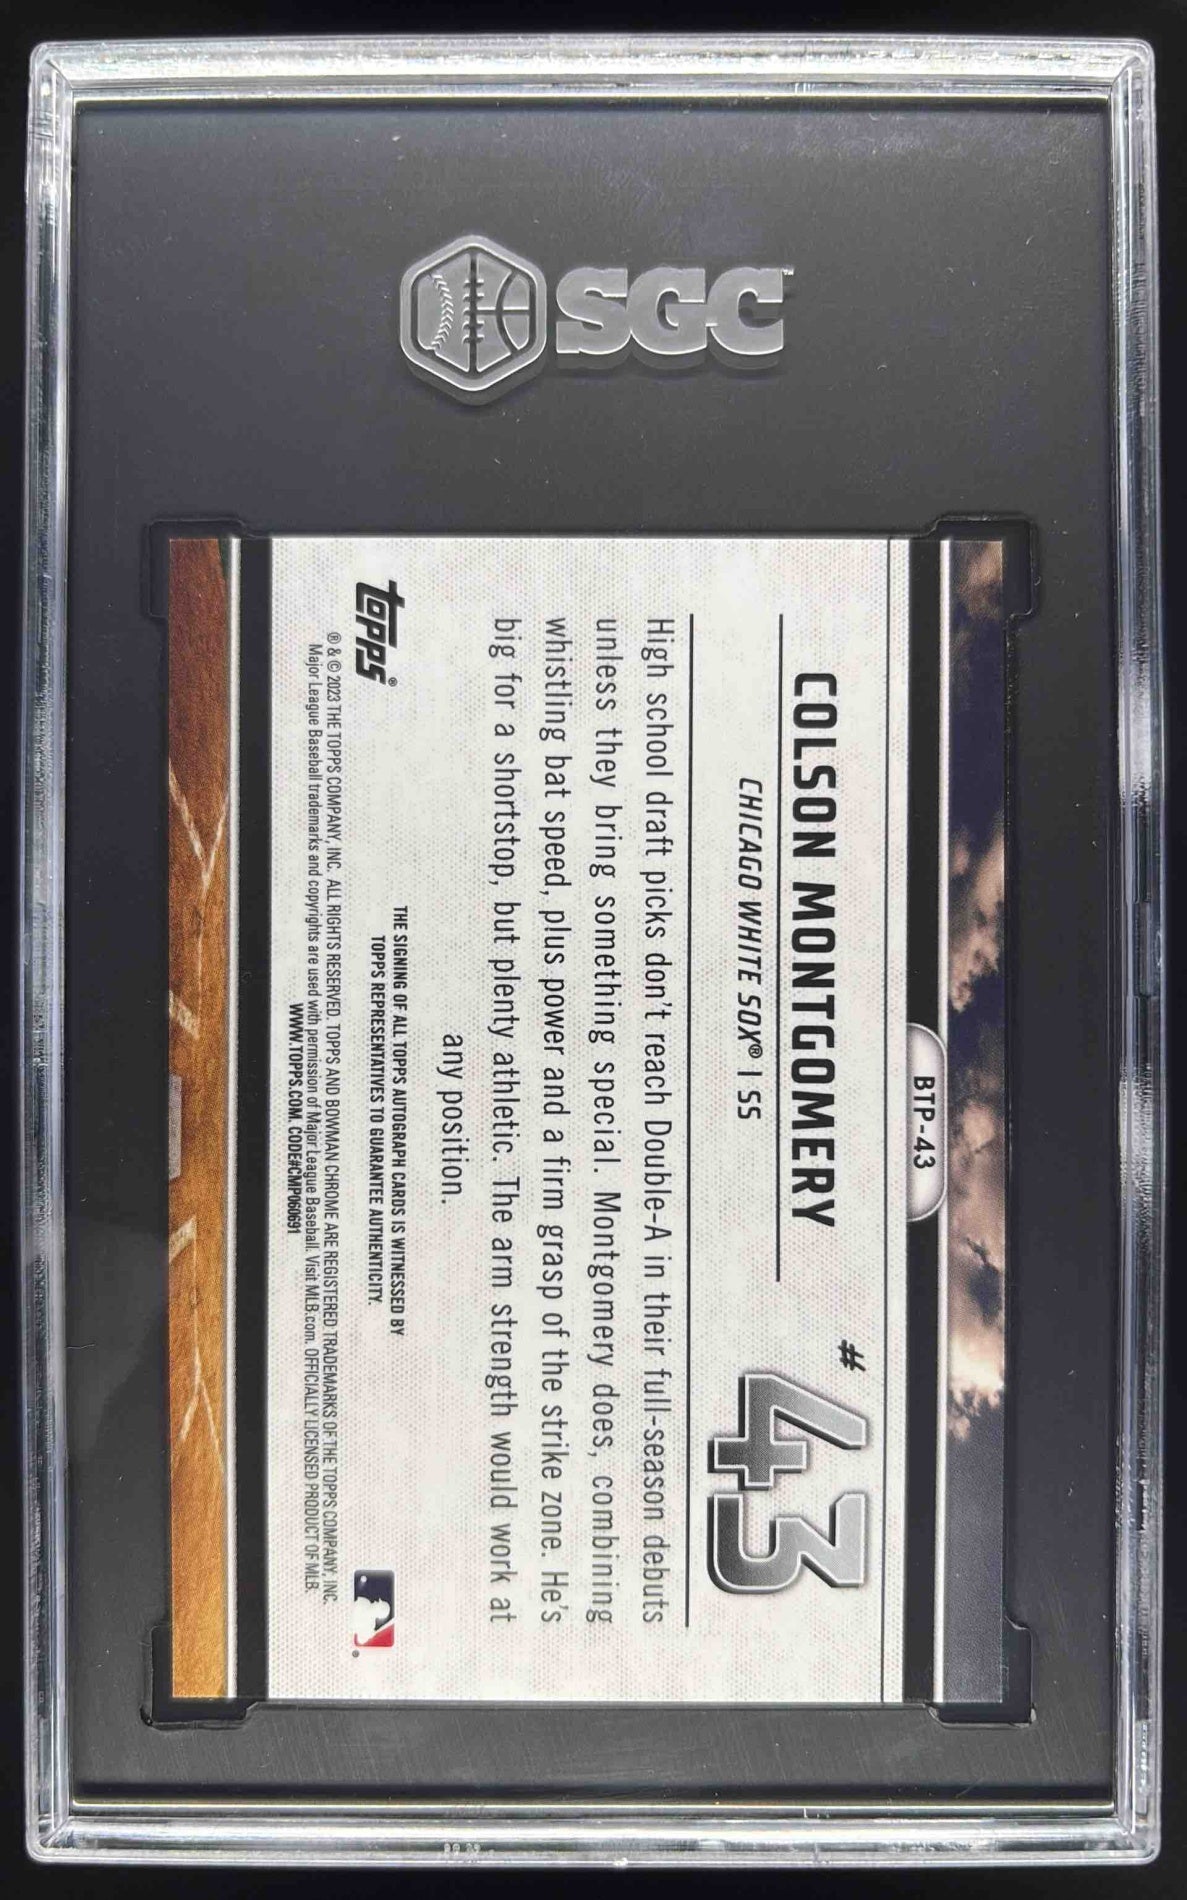 SGC™
BTP-43
COLSON MONTGOMERY
CHICAGO WHITE SOX® | SS
#43
High school draft picks don't reach Double-A in their full-season debuts
unless they bring something special. Montgomery does, combining
whistling bat speed, plus power and a firm grasp of the strike zone. He's
big for a shortstop, but plenty athletic. The arm strength would work at
any position.
THE SIGNING OF ALL TOPPS AUTOGRAPH CARDS IS WITNESSED BY
TOPPS REPRESENTATIVES TO GUARANTEE AUTHENTICITY.
topps®
® & © 2023 THE TOPPS COMPANY, INC. ALL RIGHTS RESERVED. TOPPS AND BOWMAN CHROME ARE REGISTERED TRADEMARKS OF THE TOPPS COMPANY, INC.
Major League Baseball trademarks and copyrights are used with permission of Major League Baseball. Visit MLB.com. OFFICIALLY LICENSED PRODUCT OF MLB.
WWW.TOPPS.COM. CODE#CMP060691